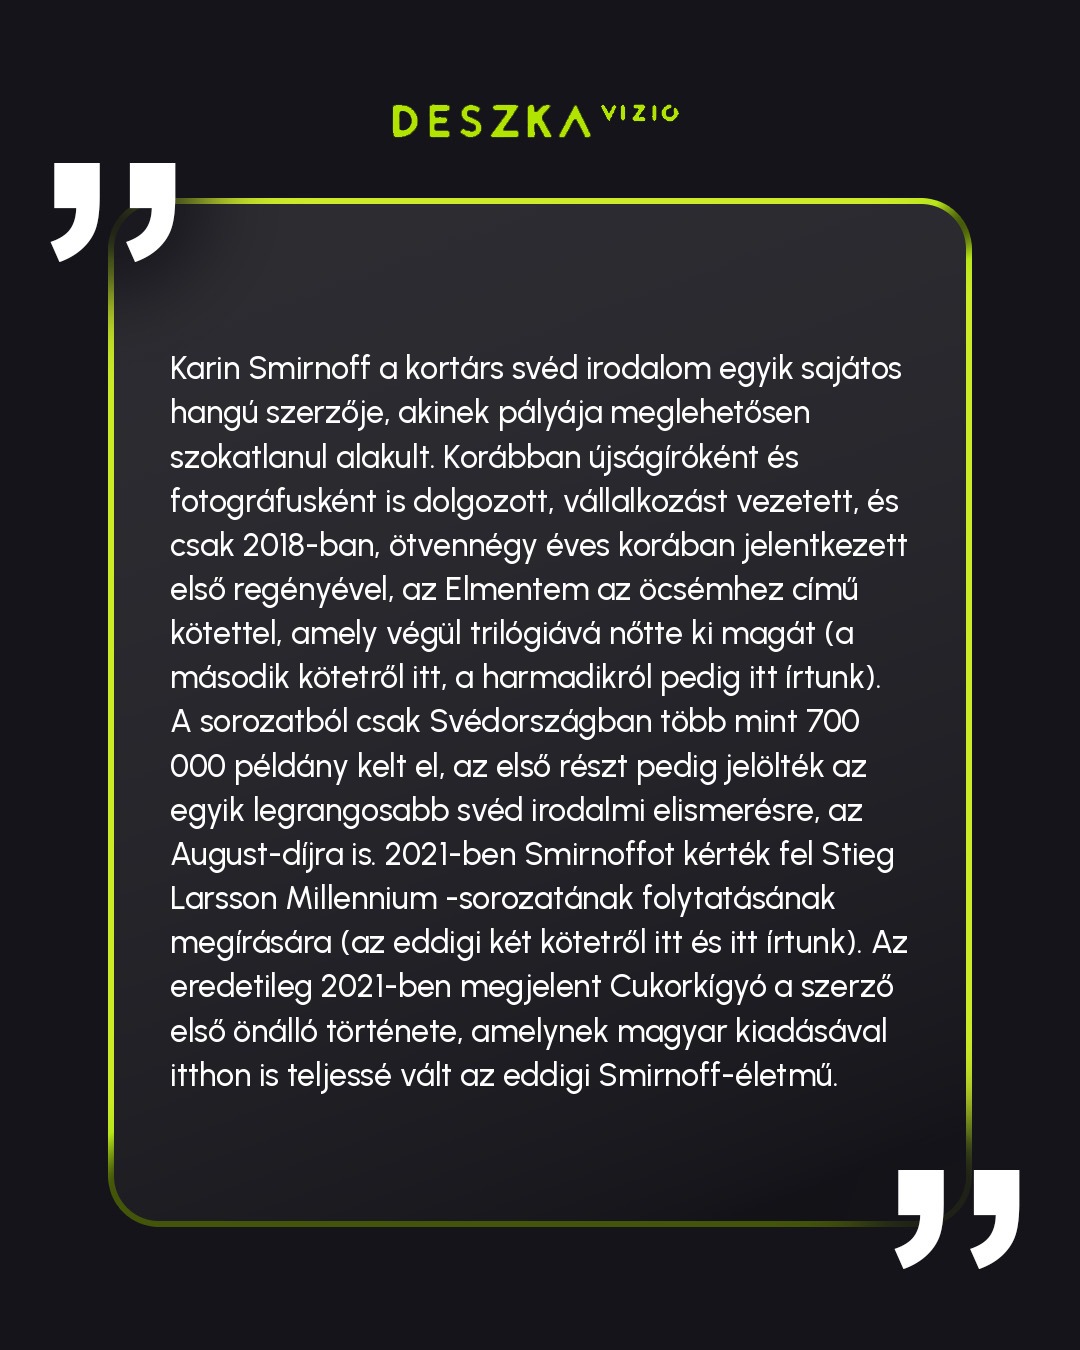 DESZKA VIZIO
Karin Smirnoff a kortárs svéd irodalom egyik sajátos
hangú szerzője, akinek pályája meglehetősen
szokatlanul alakult. Korábban újságíróként és
fotográfusként is dolgozott, vállalkozást vezetett, és
csak 2018-ban, ötvennégy éves korában jelentkezett
első regényével, az Elmentem az öcsémhez című
kötettel, amely végül trilógiává nőtte ki magát (a
második kötetről itt, a harmadikról pedig itt írtunk).
A sorozatból csak Svédországban több mint 700
000 példány kelt el, az első részt pedig jelölték az
egyik legrangosabb svéd irodalmi elismerésre, az
August-díjra is. 2021-ben Smirnoffot kérték fel Stieg
Larsson Millennium -sorozatának folytatásának
megírására (az eddigi két kötetről itt és itt írtunk). Az
eredetileg 2021-ben megjelent Cukorkígyó a szerző
első önálló története, amelynek magyar kiadásával
itthon is teljessé vált az eddigi Smirnoff-életmű.